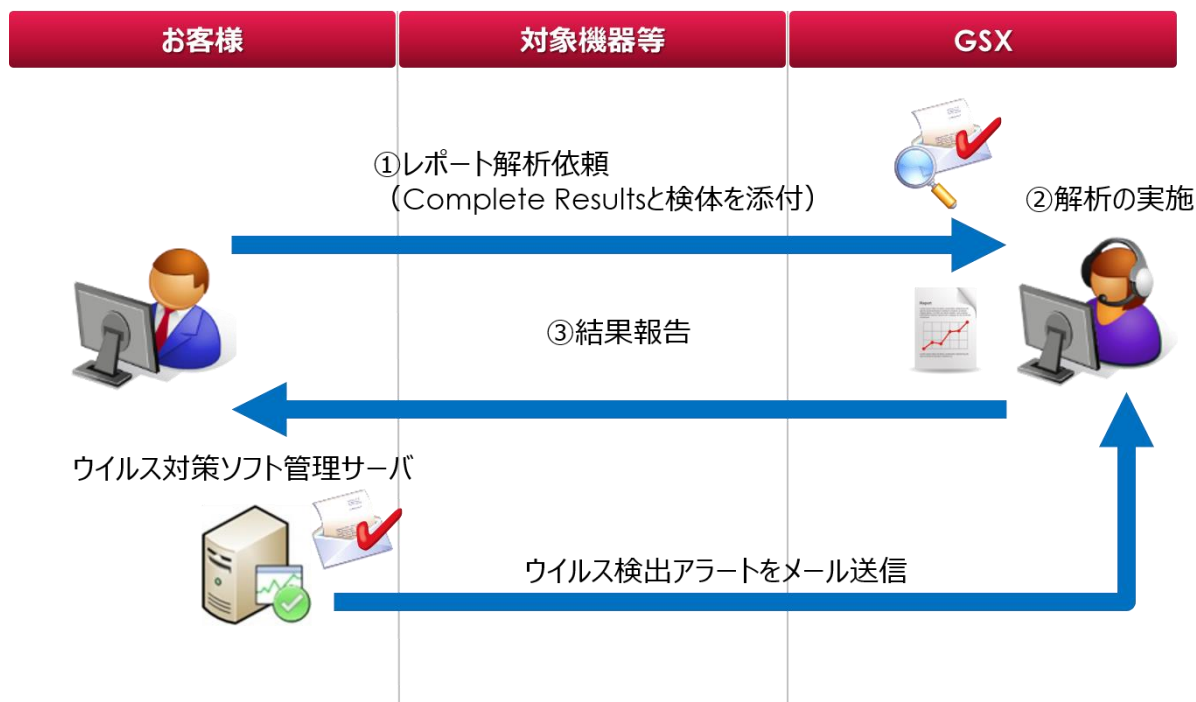 お客様
対象機器等
GSX
①レポート解析依頼
（Complete Resultsと検体を添付）
②解析の実施
Report
③結果報告
ウイルス対策ソフト管理サーバ
ウイルス検出アラートをメール送信